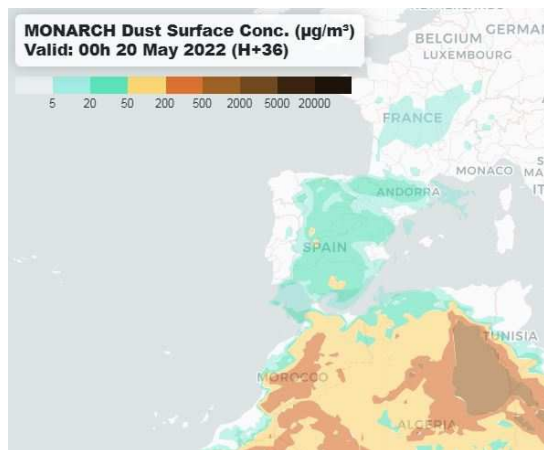 MONARCH Dust Surface Conc. (µg/m³)
Valid: 00h 20 May 2022 (H+36)
5 20 50 200 500 2000 5000 20000
BELGIUM
GERMAN
LUXEMBOURG
FRANCE
MONACO
ANDORRA
SPAIN
TUNISIA
MOROCCO
ALGERIA